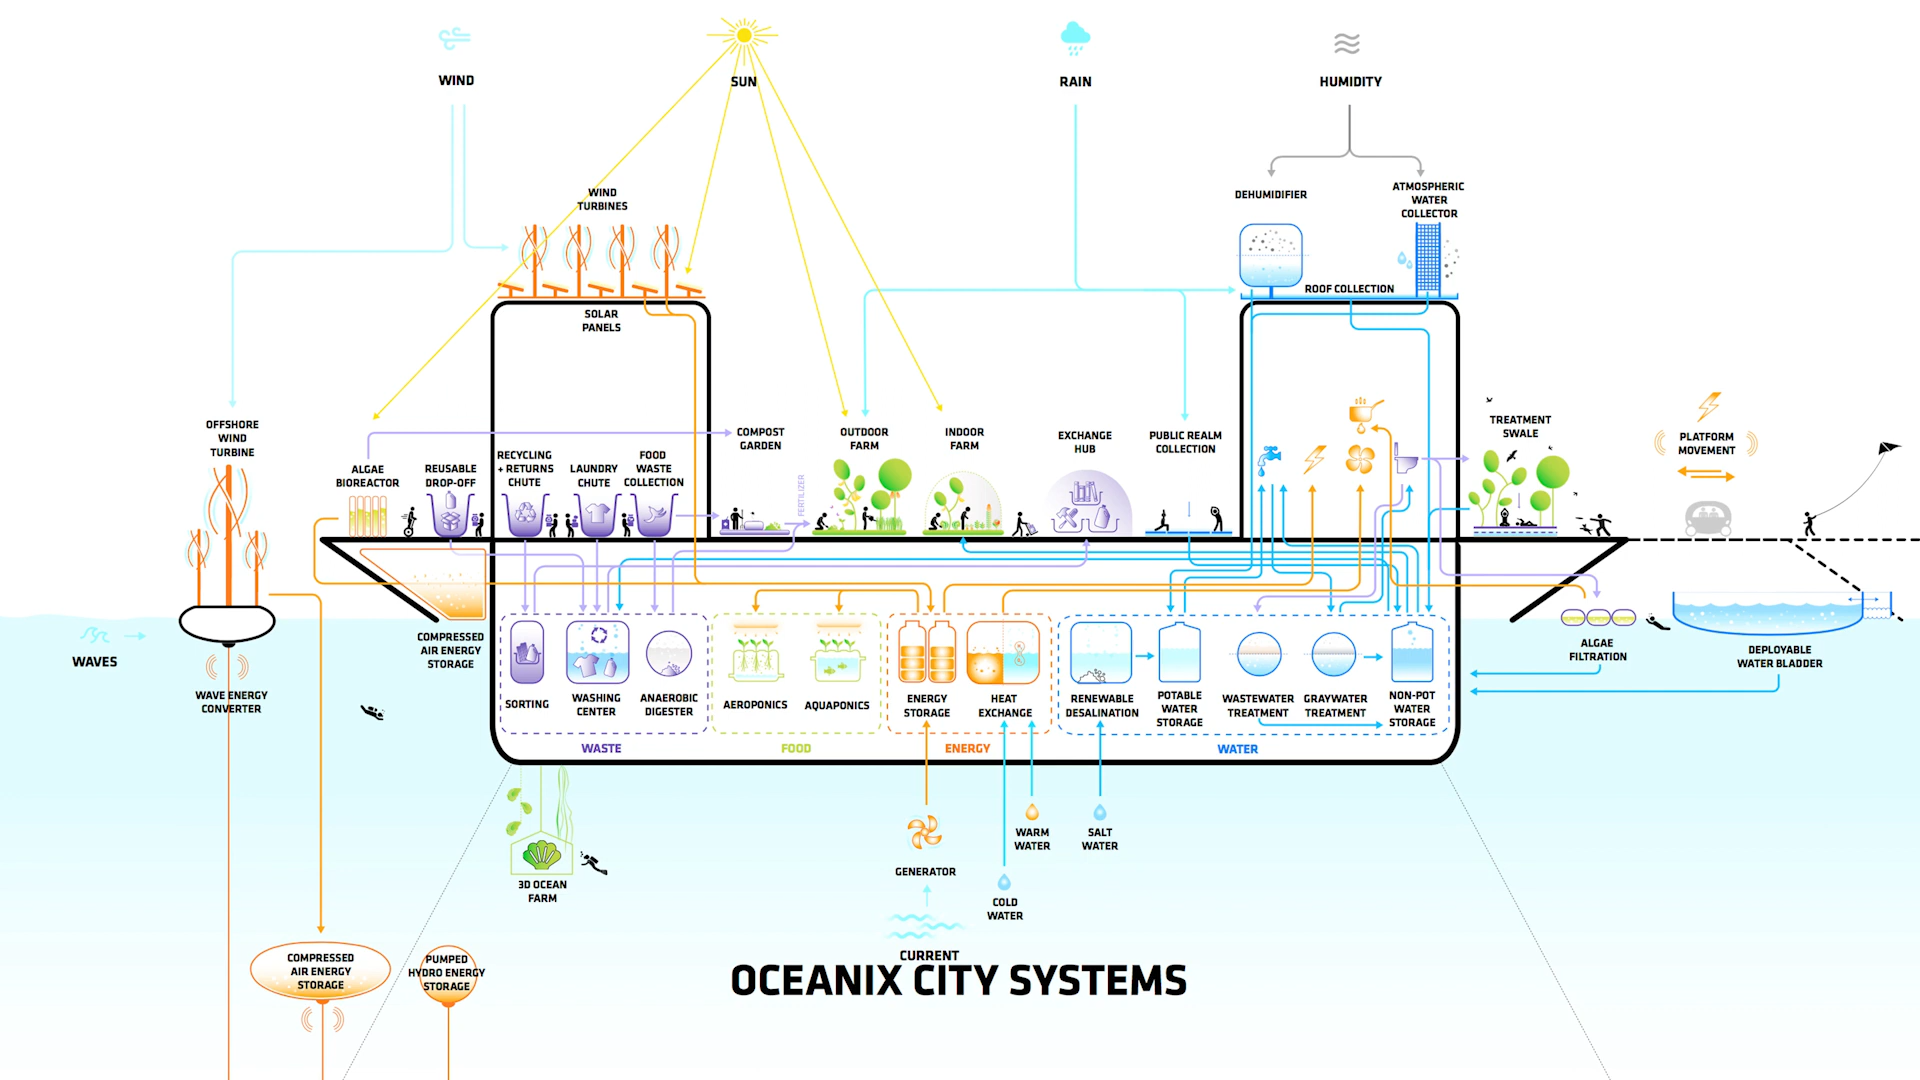 WIND
SUN
RAIN
HUMIDITY
WIND
TURBINES
DEHUMIDIFIER
ATMOSPHERIC
WATER
COLLECTOR
ROOF COLLECTION
SOLAR
PANELS
OFFSHORE
WIND
TURBINE
ALGAE
BIOREACTOR
REUSABLE
DROP-OFF
RECYCLING
+ RETURNS
CHUTE
LAUNDRY
CHUTE
FOOD
WASTE
COLLECTION
COMPOST
GARDEN
FERTILIZER
OUTDOOR
FARM
INDOOR
FARM
EXCHANGE
HUB
PUBLIC REALM
COLLECTION
TREATMENT
SWALE
PLATFORM
MOVEMENT
WAVES
WAVE ENERGY
CONVERTER
COMPRESSED
AIR ENERGY
STORAGE
SORTING
WASHING
CENTER
ANAEROBIC
DIGESTER
AEROPONICS
AQUAPONICS
ENERGY
STORAGE
HEAT
EXCHANGE
RENEWABLE
DESALINATION
POTABLE
WATER
STORAGE
WASTEWATER
TREATMENT
GRAYWATER
TREATMENT
NON-POT
WATER
STORAGE
ALGAE
FILTRATION
DEPLOYABLE
WATER BLADDER
WASTE
FOOD
ENERGY
WATER
3D OCEAN
FARM
GENERATOR
WARM
WATER
SALT
WATER
COLD
WATER
CURRENT
COMPRESSED
AIR ENERGY
STORAGE
PUMPED
HYDRO ENERGY
STORAGE
OCEANIX CITY SYSTEMS